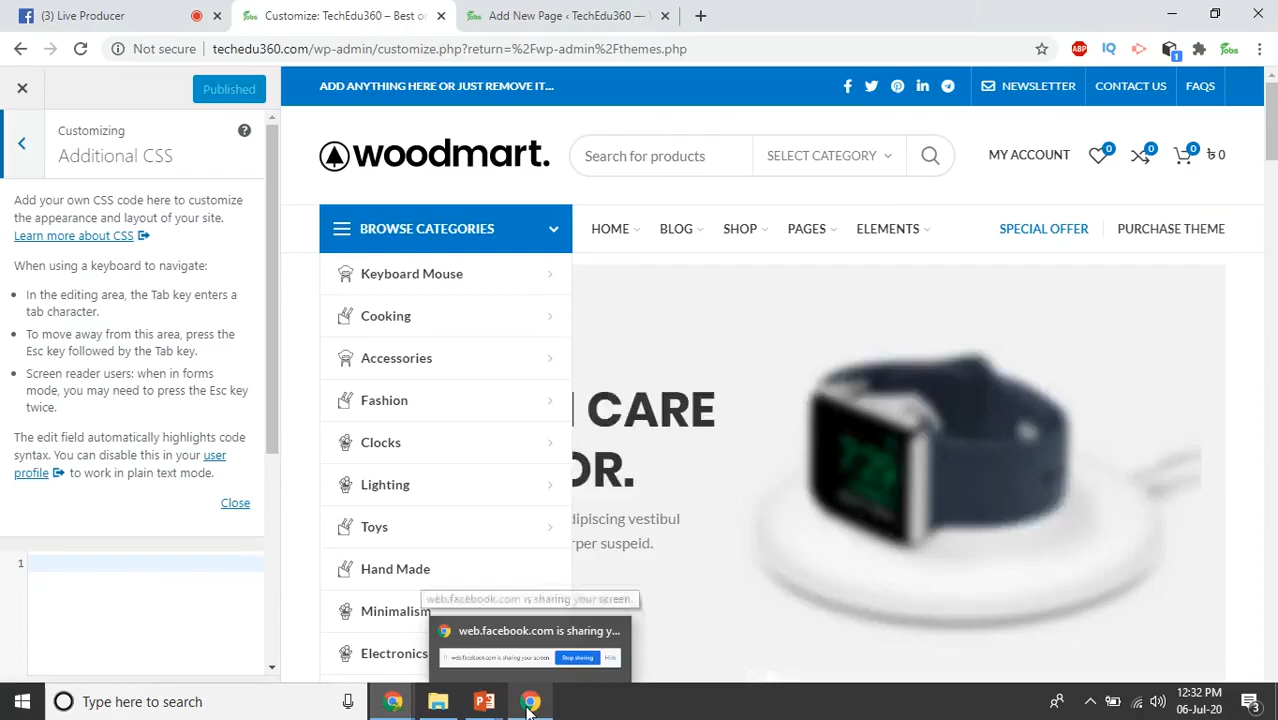 (13) Live Producer
Customize: TechEdu360 – Best or
Add New Page ‹ TechEdu360 — W
Not secure
techedu360.com/wp-admin/customize.php?return=%2Fwp-admin%2Fthemes.php
Published
Customizing
Additional CSS
Add your own CSS code here to customize
the appearance and layout of your site.
Learn more about CSS
When using a keyboard to navigate:
In the editing area, the Tab key enters a
tab character.
To move away from this area, press the
Esc key followed by the Tab key.
Screen reader users: when in forms
mode, you may need to press the Esc key
twice.
The edit field automatically highlights code
syntax. You can disable this in your user
profile to work in plain text mode.
Close
1
ADD ANYTHING HERE OR JUST REMOVE IT...
NEWSLETTER
CONTACT US
FAQS
woodmart.
Search for products
SELECT CATEGORY
MY ACCOUNT
0
0
0
৳ 0
BROWSE CATEGORIES
HOME
BLOG
SHOP
PAGES
ELEMENTS
SPECIAL OFFER
PURCHASE THEME
Keyboard Mouse
Cooking
Accessories
Fashion
Clocks
Lighting
Toys
Hand Made
Minimalism
Electronics
CARE
OR.
dipiscing vestibul
rper suspeid.
web.facebook.com is sharing your screen.
web.facebook.com is sharing y...
web.facebook.com is sharing your screen
Stop sharing
Hide
Type here to search
12:32 PM
06-Jul-20
3